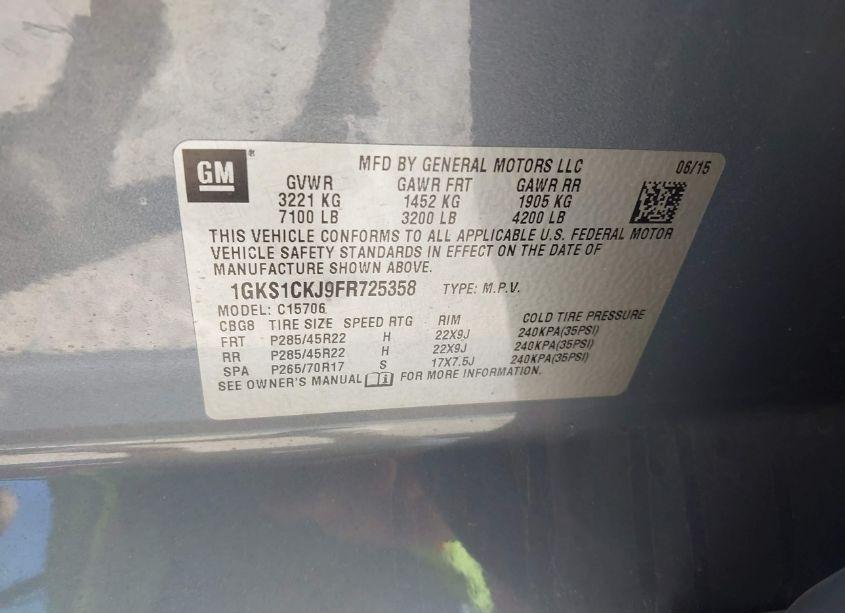 GM MFD BY GENERAL MOTORS LLC 06/15
GVWR GAWR FRT GAWR RR
3221 KG 1452 KG 1905 KG
7100 LB 3200 LB 4200 LB
THIS VEHICLE CONFORMS TO ALL APPLICABLE U.S. FEDERAL MOTOR
VEHICLE SAFETY STANDARDS IN EFFECT ON THE DATE OF
MANUFACTURE SHOWN ABOVE.
1GKS1CKJ9FR725358 TYPE: M.P.V.
MODEL: C15706
CBG8 TIRE SIZE SPEED RTG RIM COLD TIRE PRESSURE
FRT P285/45R22 H 22X9J 240KPA(35PSI)
RR P285/45R22 H 22X9J 240KPA(35PSI)
SPA P265/70R17 S 17X7.5J 240KPA(35PSI)
SEE OWNER'S MANUAL FOR MORE INFORMATION.